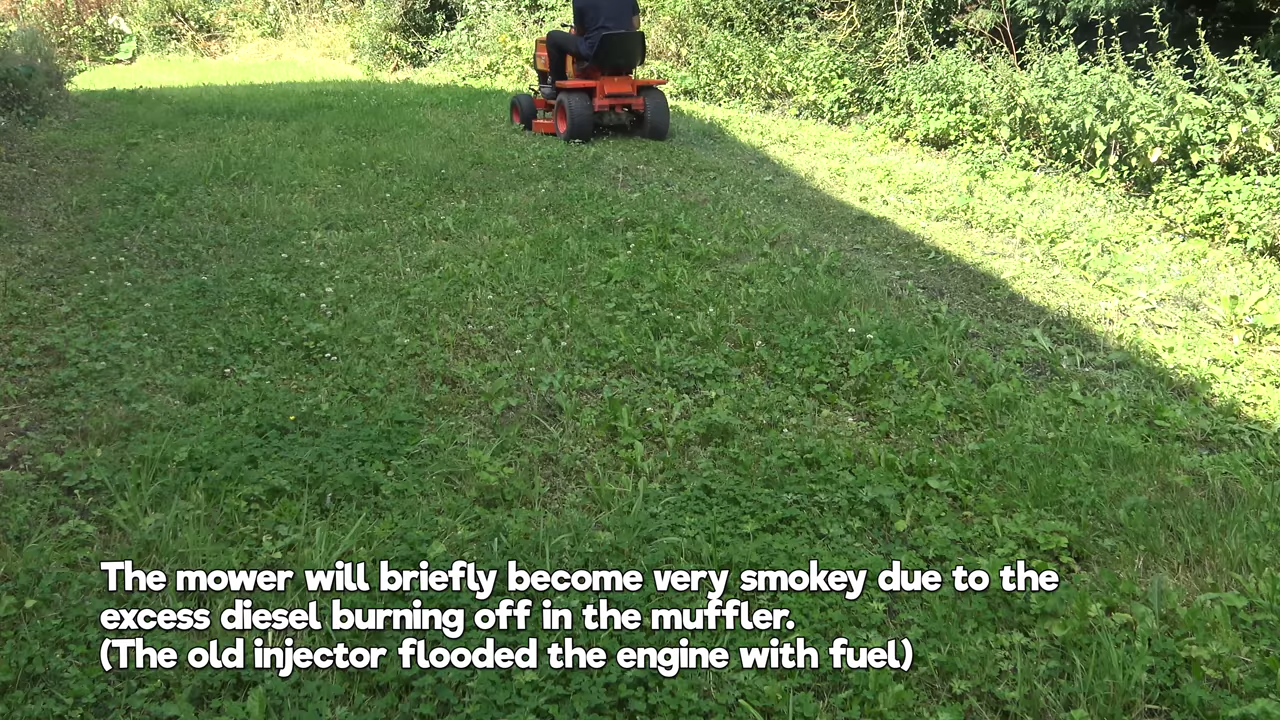 The mower will briefly become very smokey due to the
excess diesel burning off in the muffler.
(The old injector flooded the engine with fuel)